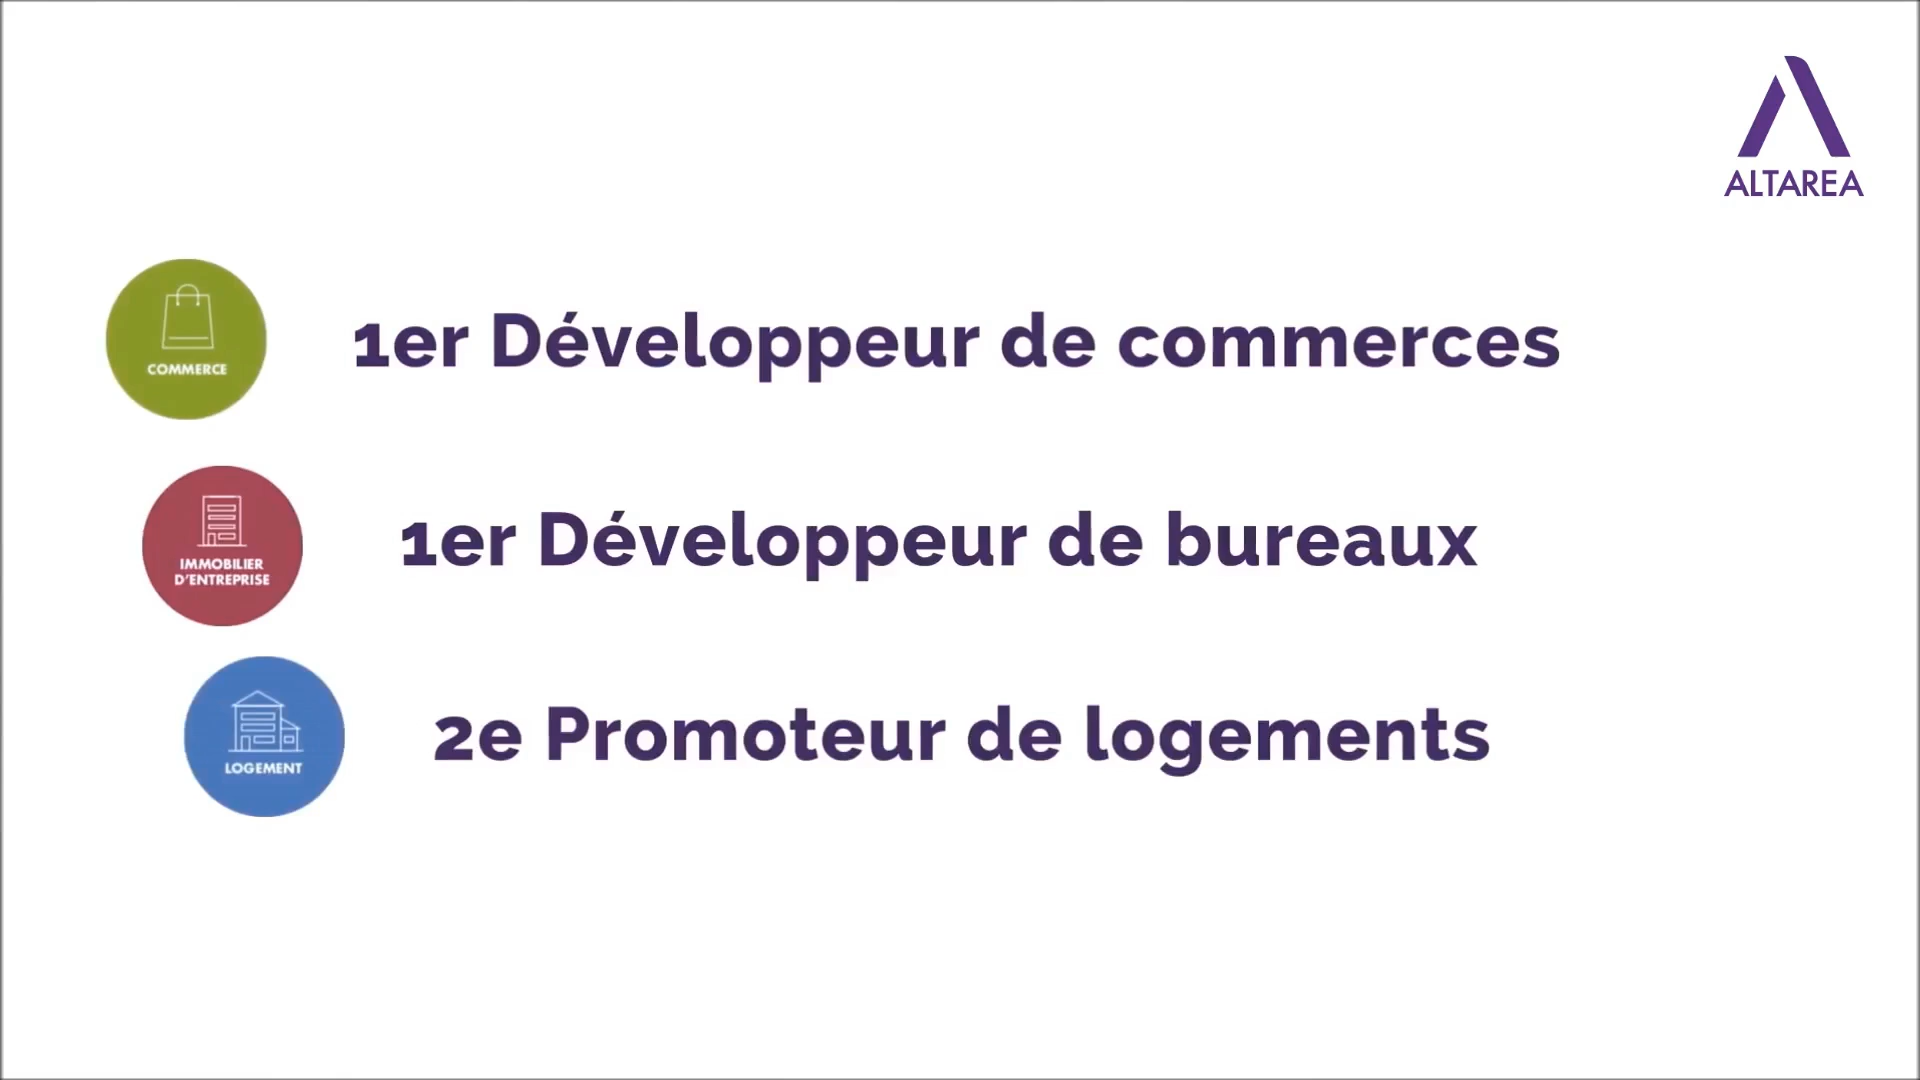 ALTAREA
COMMERCE
1er Développeur de commerces
IMMOBILIER
D'ENTREPRISE
1er Développeur de bureaux
LOGEMENT
2e Promoteur de logements